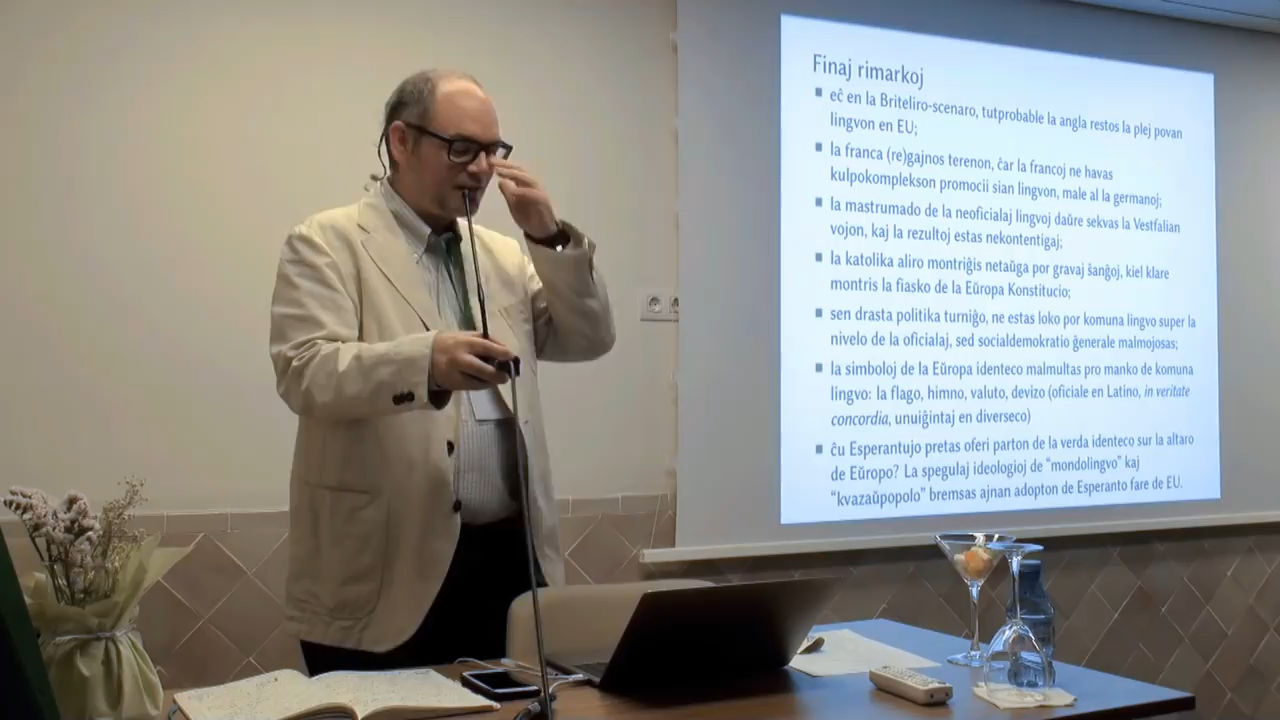 Finaj rimarkoj
eĉ en la Briteliro-scenaro, tutprobable la angla restos la plej povan
lingvon en EU;
la franca (re)gajnos terenon, ĉar la francoj ne havas
kulpokomplekson promocii sian lingvon, male al la germanoj;
la mastrumado de la neoficialaj lingvoj daŭre sekvas la Vestfalian
vojon, kaj la rezultoj estas nekontentigaj;
la katolika aliro montriĝis netaŭga por gravaj ŝanĝoj, kiel klare
montris la fiasko de la Eŭropa Konstitucio;
sen drasta politika turniĝo, ne estas loko por komuna lingvo super la
nivelo de la oficialaj, sed socialdemokratio ĝenerale malmojosas;
la simboloj de la Eŭropa identeco malmultas pro manko de komuna
lingvo: la flago, himno, valuto, devizo (oficiale en Latino, in veritate
concordia, unuiĝintaj en diverseco)
ĉu Esperantujo pretas oferi parton de la verda identeco sur la altaro
de Eŭropo? La spegulaj ideologioj de "mondolingvo" kaj
"kvazaŭpopolo" bremsas ajnan adopton de Esperanto fare de EU.